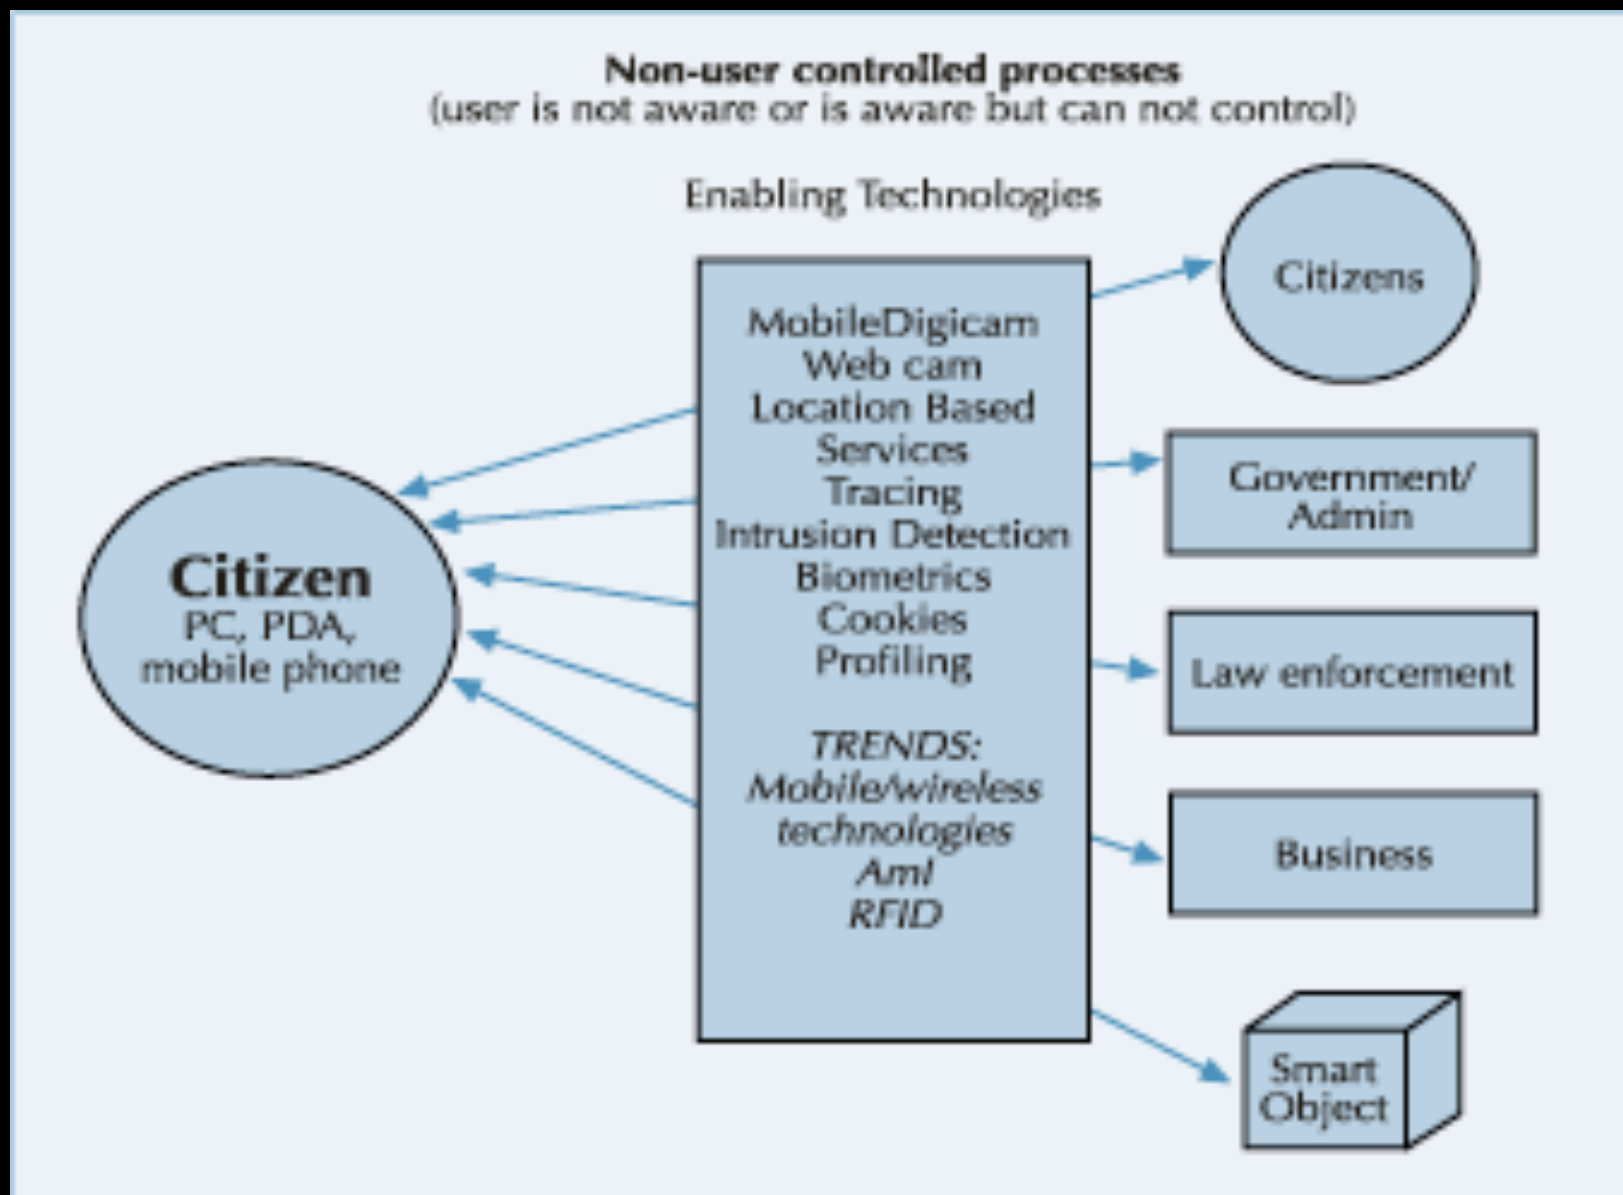 Non-user controlled processes
(user is not aware or is aware but can not control)
Enabling Technologies
MobileDigicam
Web cam
Location Based
Services
Tracing
Intrusion Detection
Biometrics
Cookies
Profiling
TRENDS:
Mobile/wireless
technologies
AmI
RFID
Citizen
PC, PDA,
mobile phone
Citizens
Government/
Admin
Law enforcement
Business
Smart
Object